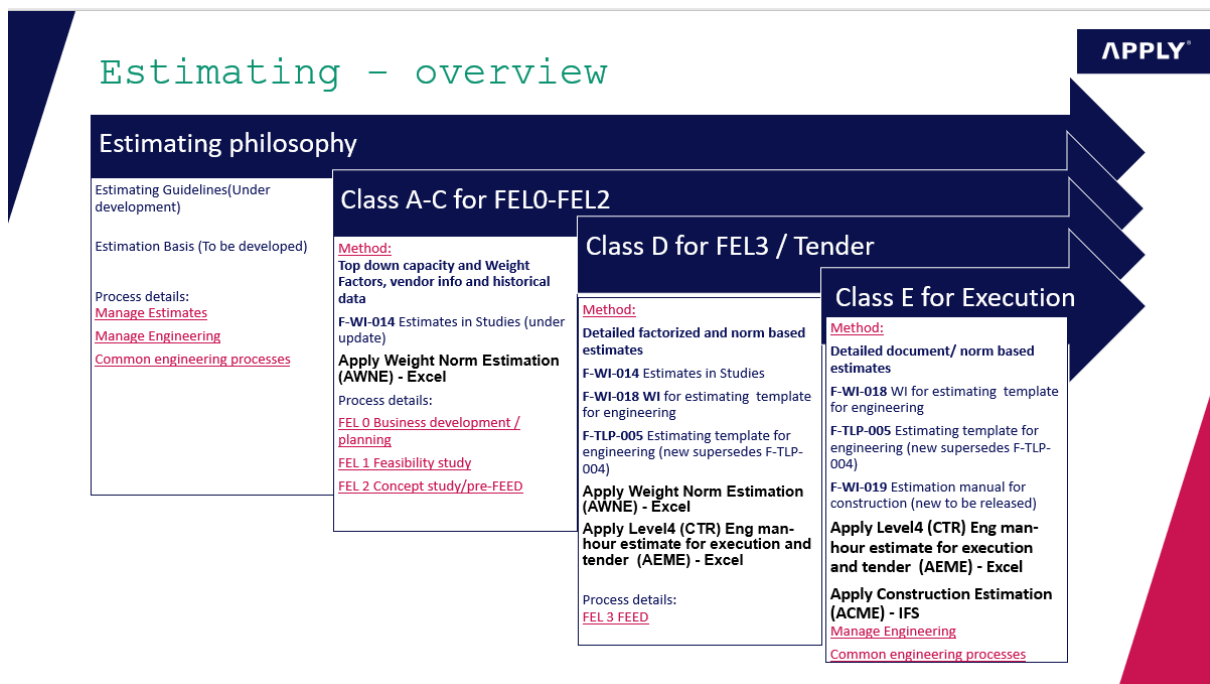 APPLY
Estimating – overview
Estimating philosophy
Estimating Guidelines(Under
development)
Estimation Basis (To be developed)
Process details:
Manage Estimates
Manage Engineering
Common engineering processes
Class A-C for FEL0-FEL2
Method:
Top down capacity and Weight
Factors, vendor info and historical
data
F-WI-014 Estimates in Studies (under
update)
Apply Weight Norm Estimation
(AWNE) - Excel
Process details:
FEL 0 Business development /
planning
FEL 1 Feasibility study
FEL 2 Concept study/pre-FEED
Class D for FEL3 / Tender
Method:
Detailed factorized and norm based
estimates
F-WI-014 Estimates in Studies
F-WI-018 WI for estimating template
for engineering
F-TLP-005 Estimating template for
engineering (new supersedes F-TLP-
004)
Apply Weight Norm Estimation
(AWNE) - Excel
Apply Level4 (CTR) Eng man-
hour estimate for execution and
tender (AEME) - Excel
Process details:
FEL 3 FEED
Class E for Execution
Method:
Detailed document/ norm based
estimates
F-WI-018 WI for estimating template
for engineering
F-TLP-005 Estimating template for
engineering (new supersedes F-TLP-
004)
F-WI-019 Estimation manual for
construction (new to be released)
Apply Level4 (CTR) Eng man-
hour estimate for execution
and tender (AEME) - Excel
Apply Construction Estimation
(ACME) - IFS
Manage Engineering
Common engineering processes